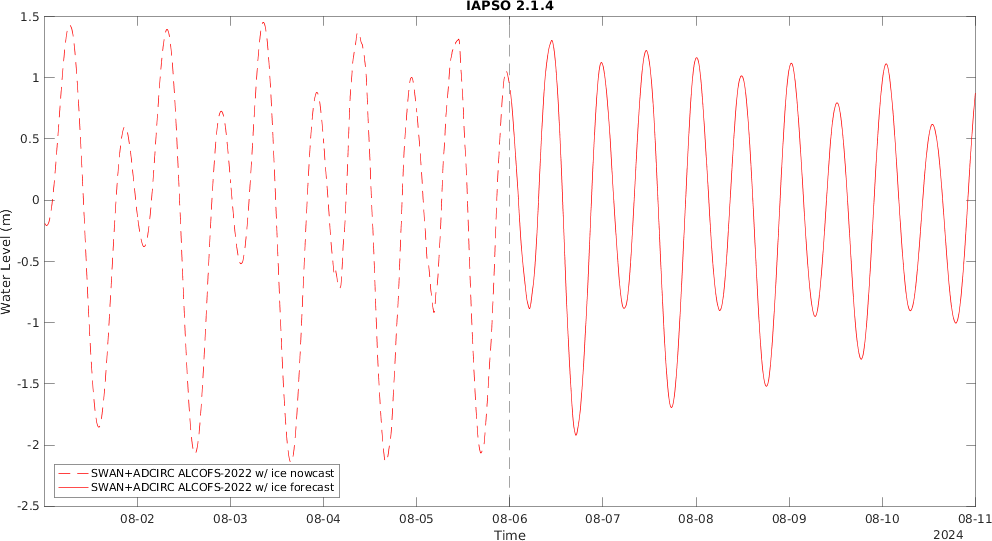 IAPSO 2.1.4
1.5
1
0.5
0
-0.5
-1
-1.5
-2
-2.5
Water Level (m)
SWAN+ADCIRC ALCOFS-2022 w/ ice nowcast
SWAN+ADCIRC ALCOFS-2022 w/ ice forecast
08-02 08-03 08-04 08-05 08-06 08-07 08-08 08-09 08-10 08-11
Time
2024